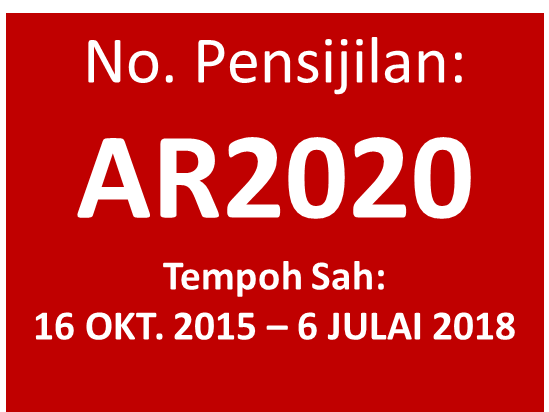 No. Pensijilan:
AR2020
Tempoh Sah:
16 OKT. 2015 – 6 JULAI 2018